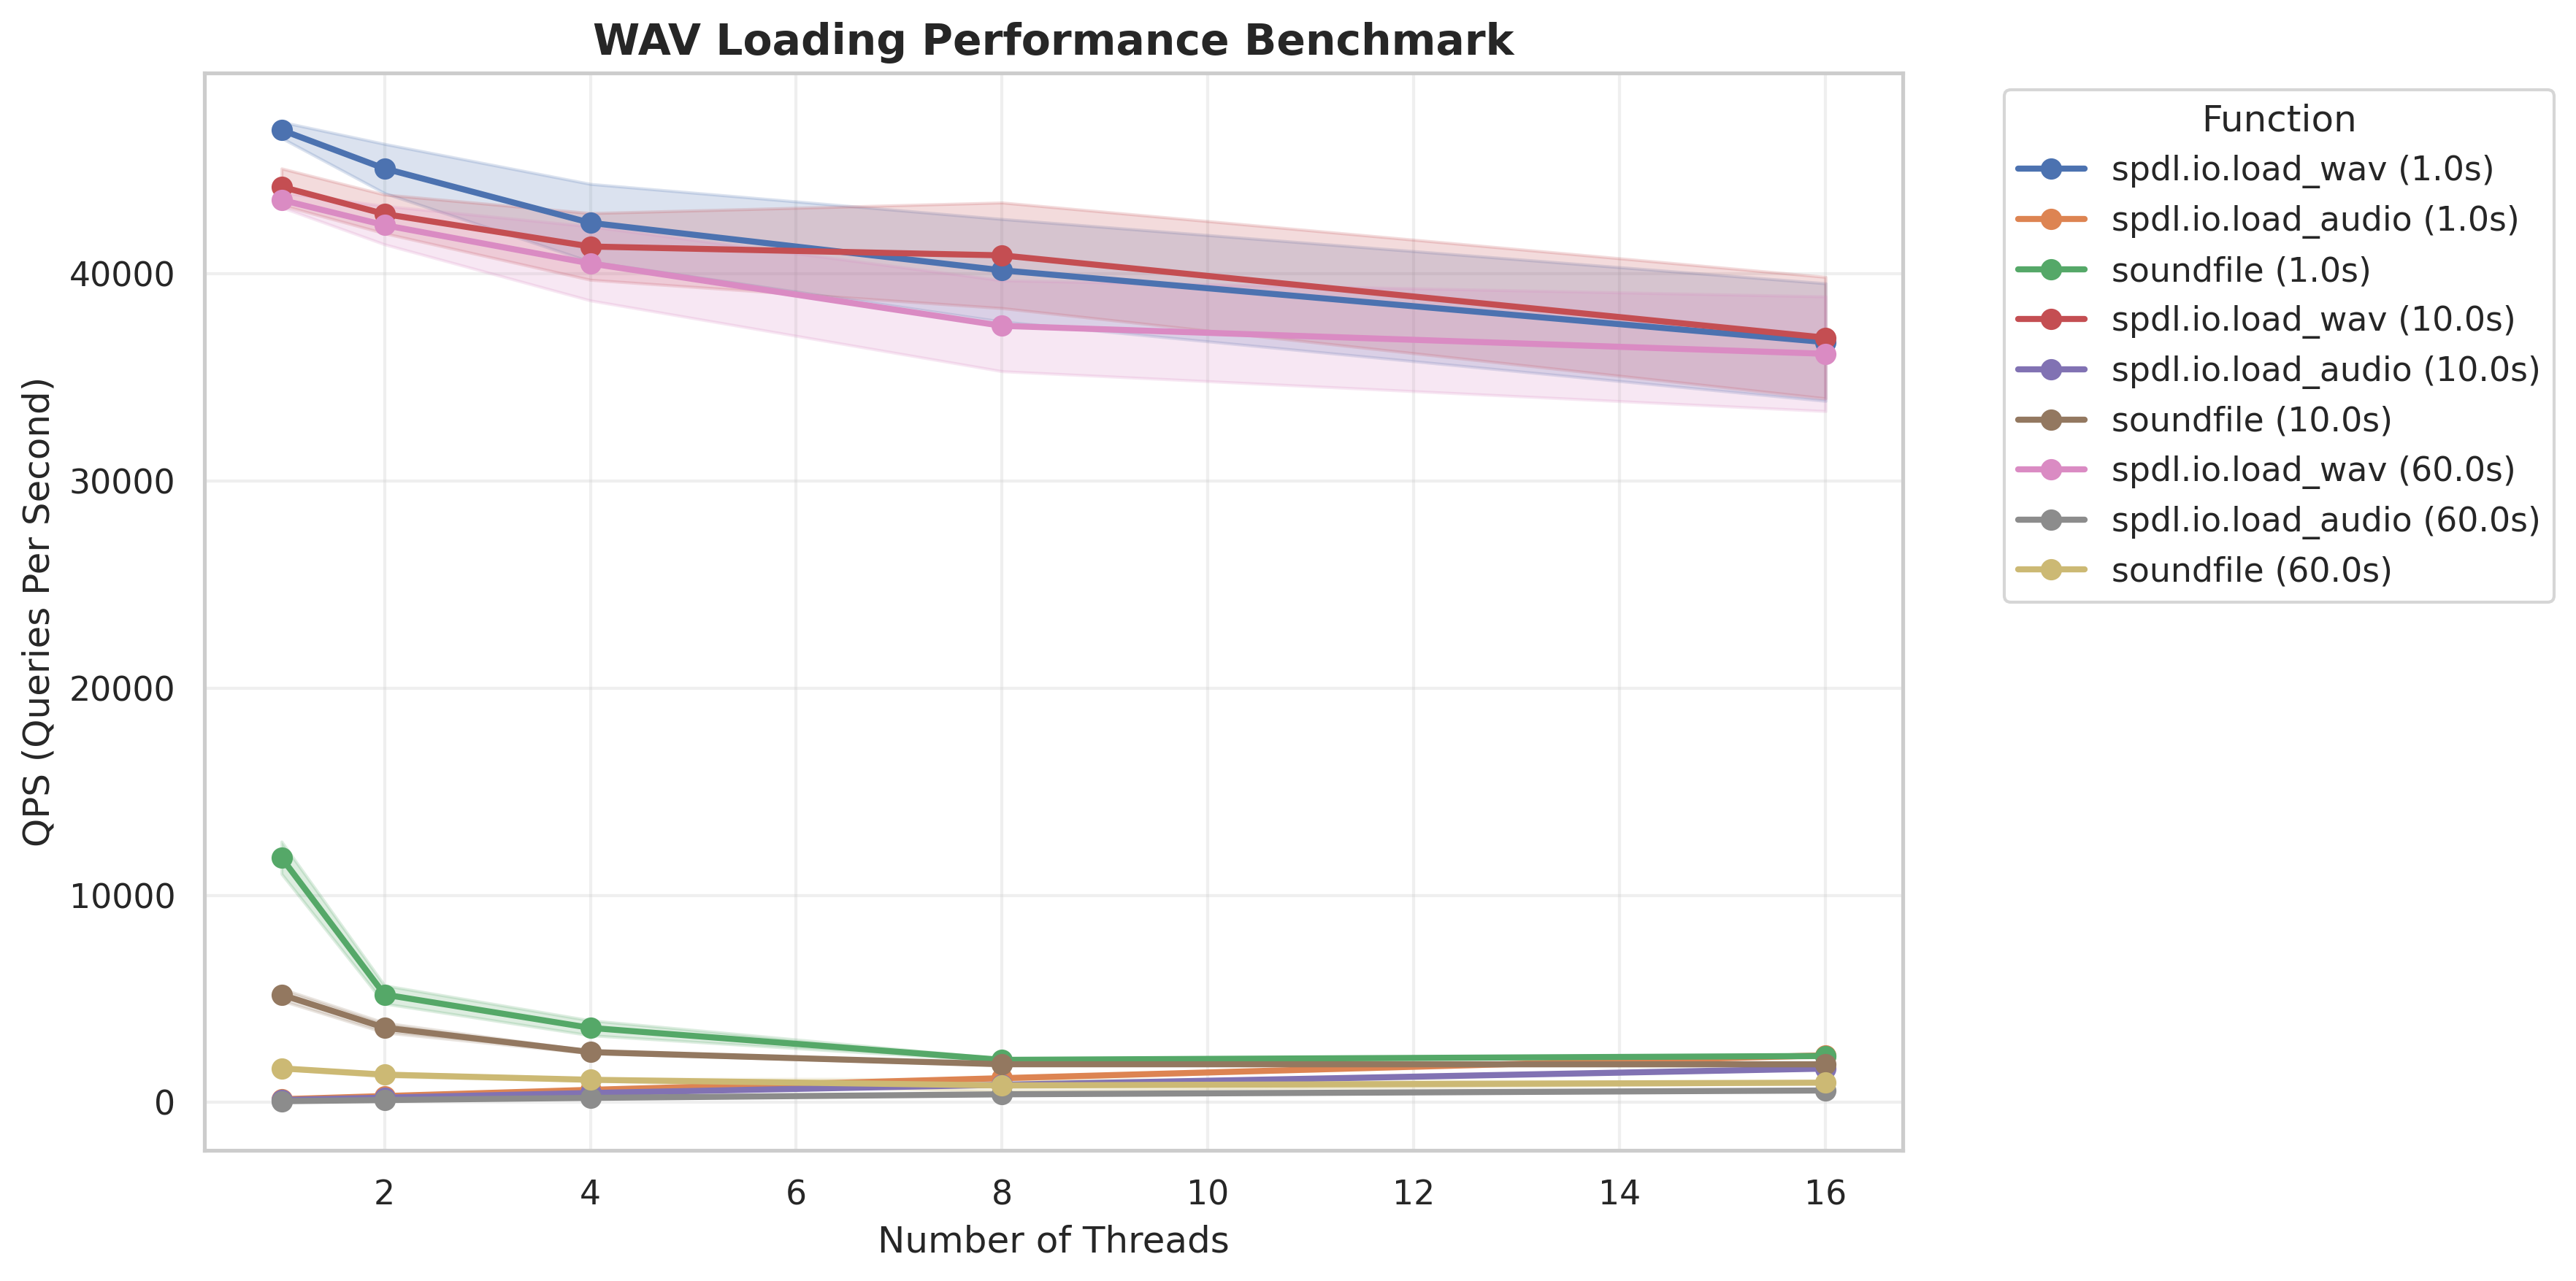 WAV Loading Performance Benchmark
QPS (Queries Per Second)
40000
30000
20000
10000
0
2 4 6 8 10 12 14 16
Number of Threads
Function
spdl.io.load_wav (1.0s)
spdl.io.load_audio (1.0s)
soundfile (1.0s)
spdl.io.load_wav (10.0s)
spdl.io.load_audio (10.0s)
soundfile (10.0s)
spdl.io.load_wav (60.0s)
spdl.io.load_audio (60.0s)
soundfile (60.0s)